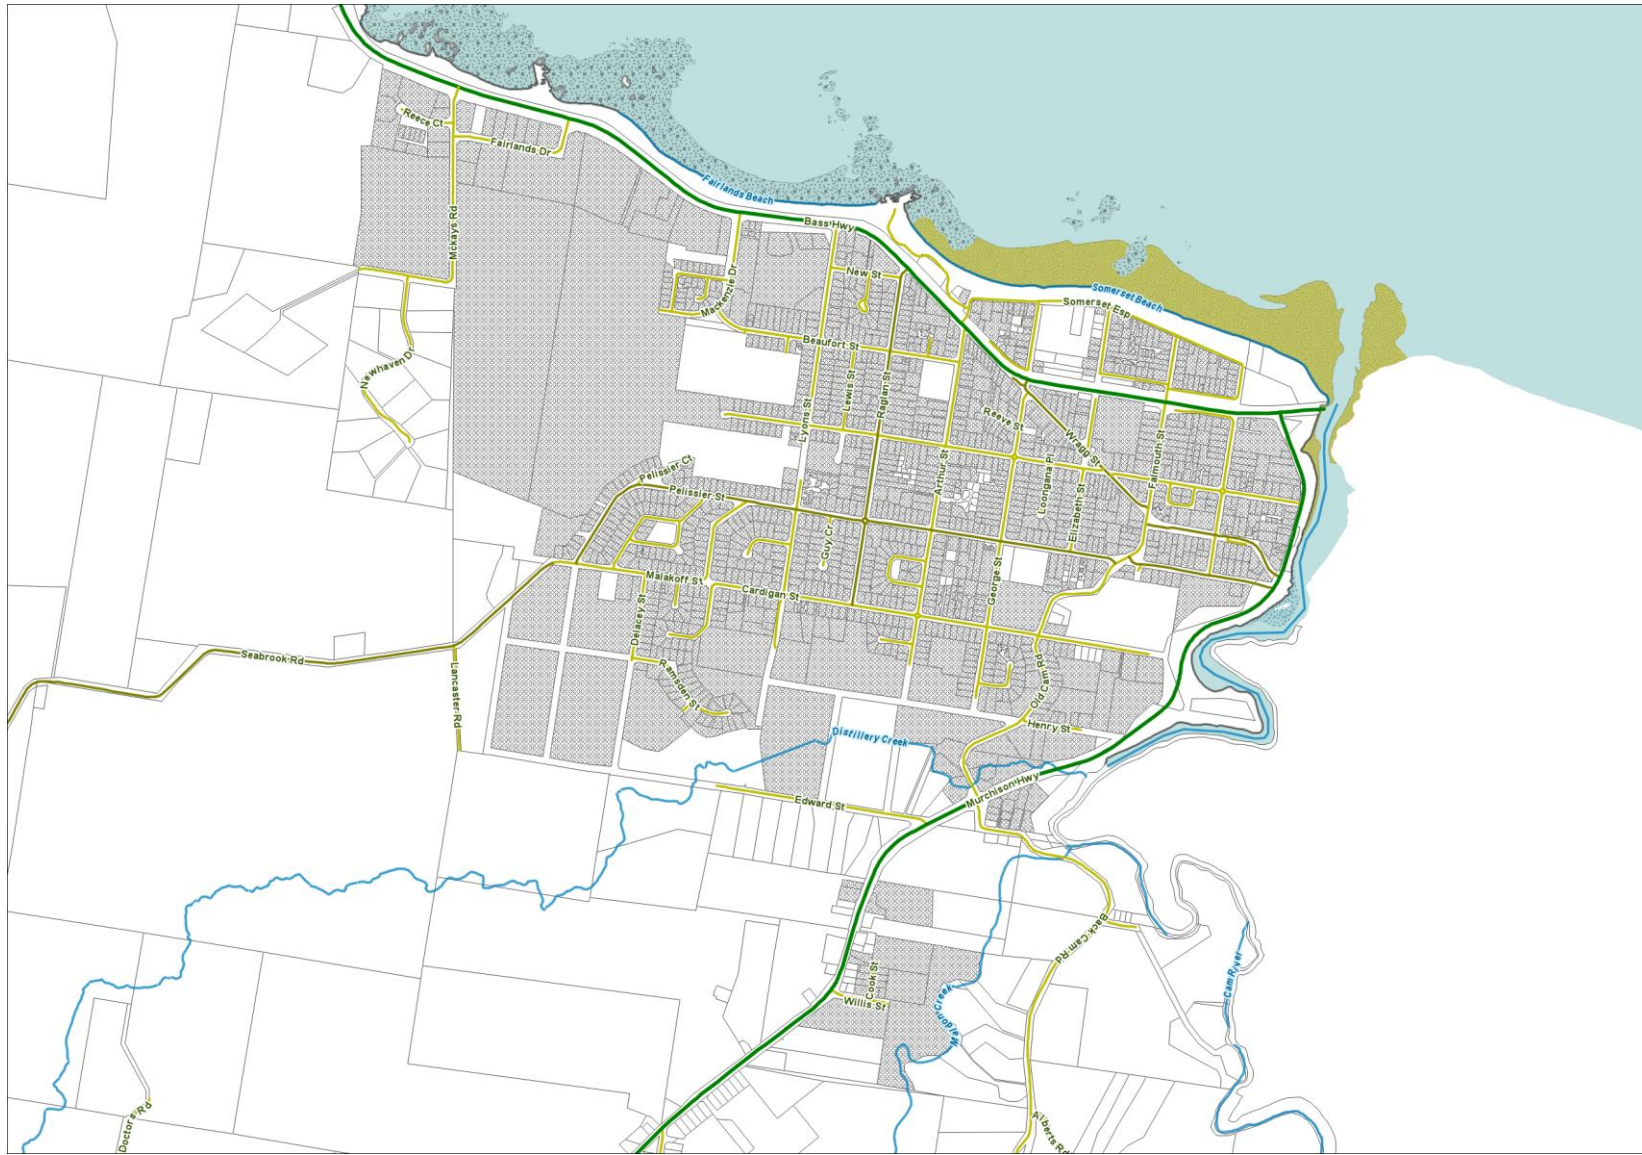 Reece Ct
Fairlands Dr
Fairlands Beach
Mckays Rd
Bass Hwy
New St
Mackenzie Dr
Somerset Beach
Somerset Esp
Beaufort St
Newhaven Dr
Lewis St
Raglan St
Lyons St
Reeve St
Wragg St
Falmouth St
Arthur St
Loongana Pl
Elizabeth St
Pelissier Ct
Pelissier St
Guy Cr
George St
Malakoff St
Cardigan St
Delacey St
Seabrook Rd
Lancaster Rd
Ramsden St
Old Cam Rd
Henry St
Distillery Creek
Edward St
Murchison Hwy
Back Cam Rd
Cam River
Cook St
Willis St
Creek
Doctors Rd
Alberts Rd